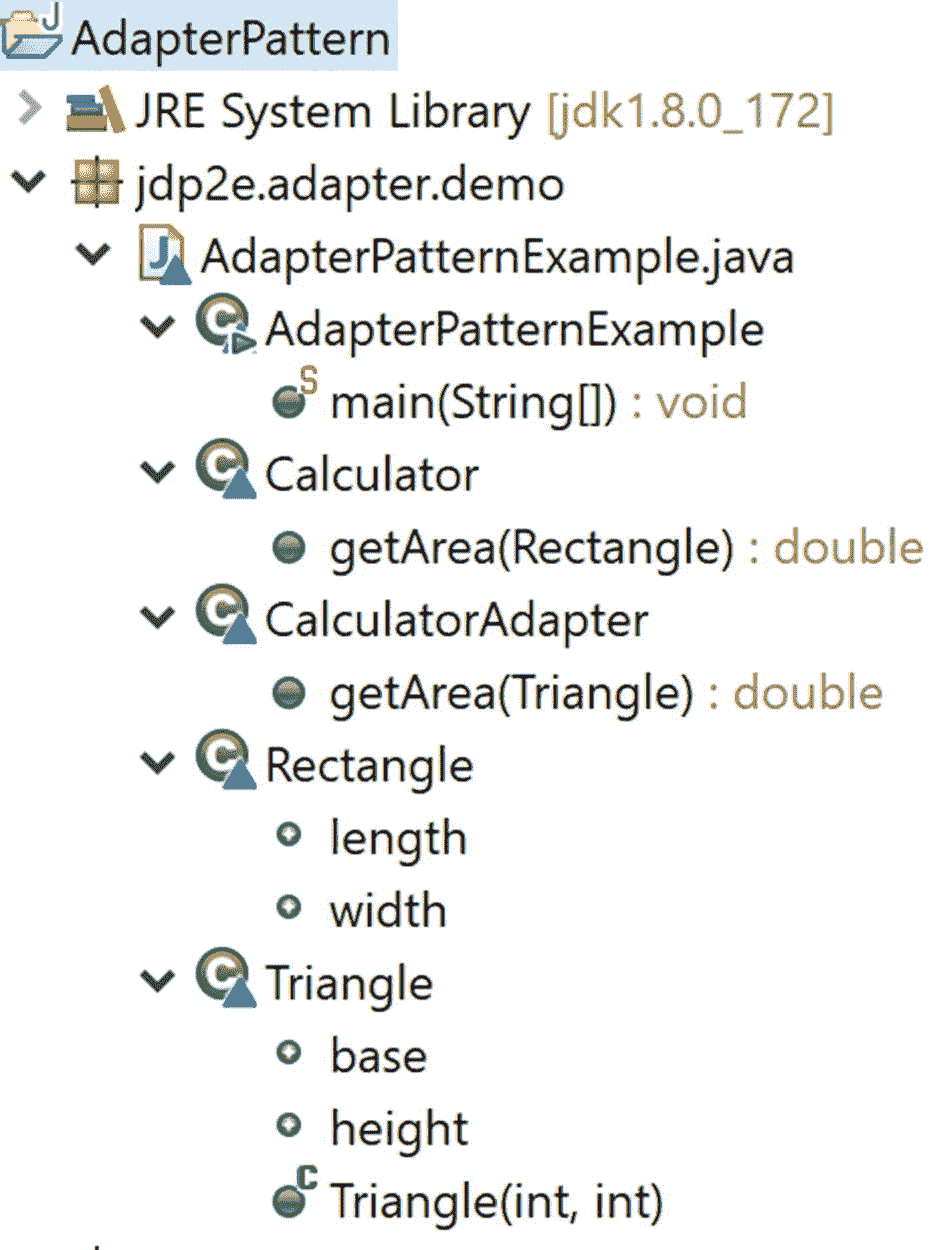 AdapterPattern
JRE System Library [jdk1.8.0_172]
jdp2e.adapter.demo
AdapterPatternExample.java
AdapterPatternExample
main(String[]) : void
Calculator
getArea(Rectangle) : double
CalculatorAdapter
getArea(Triangle) : double
Rectangle
length
width
Triangle
base
height
Triangle(int, int)